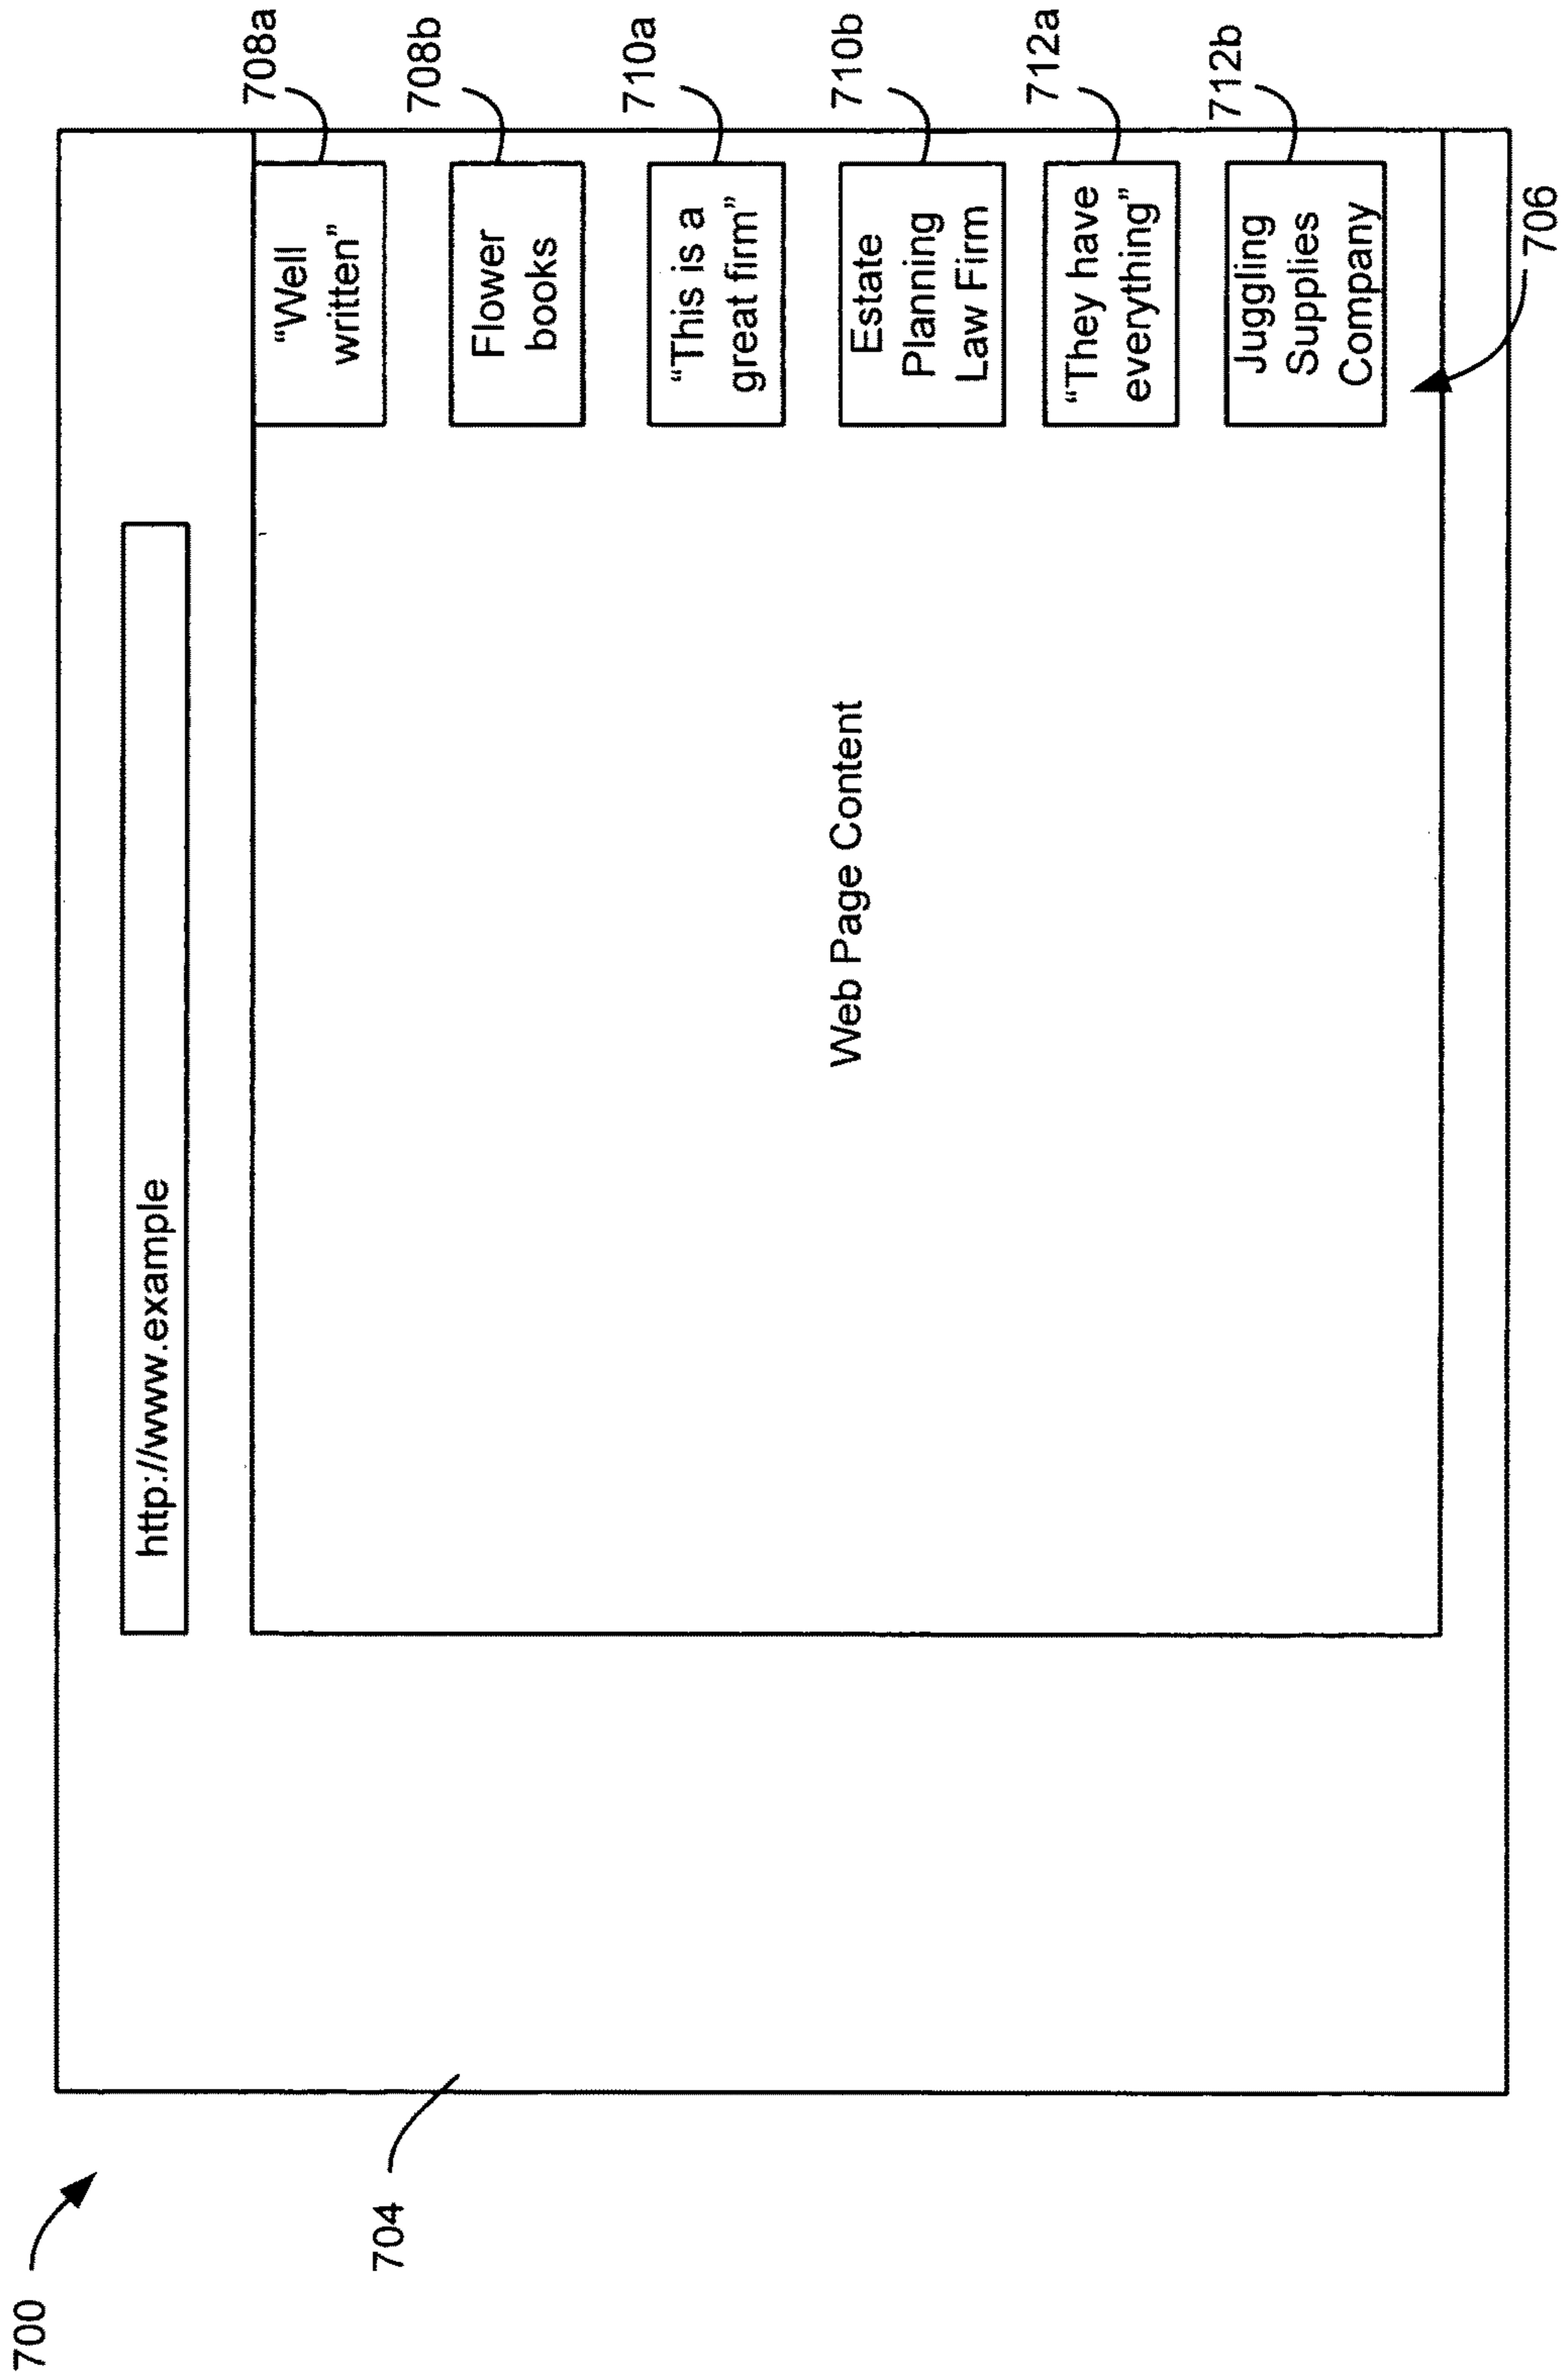 700
704
http://www.example
Web Page Content
“Well
written”
708a
Flower
books
708b
“This is a
great firm”
710a
Estate
Planning
Law Firm
710b
“They have
everything”
712a
Juggling
Supplies
Company
712b
706